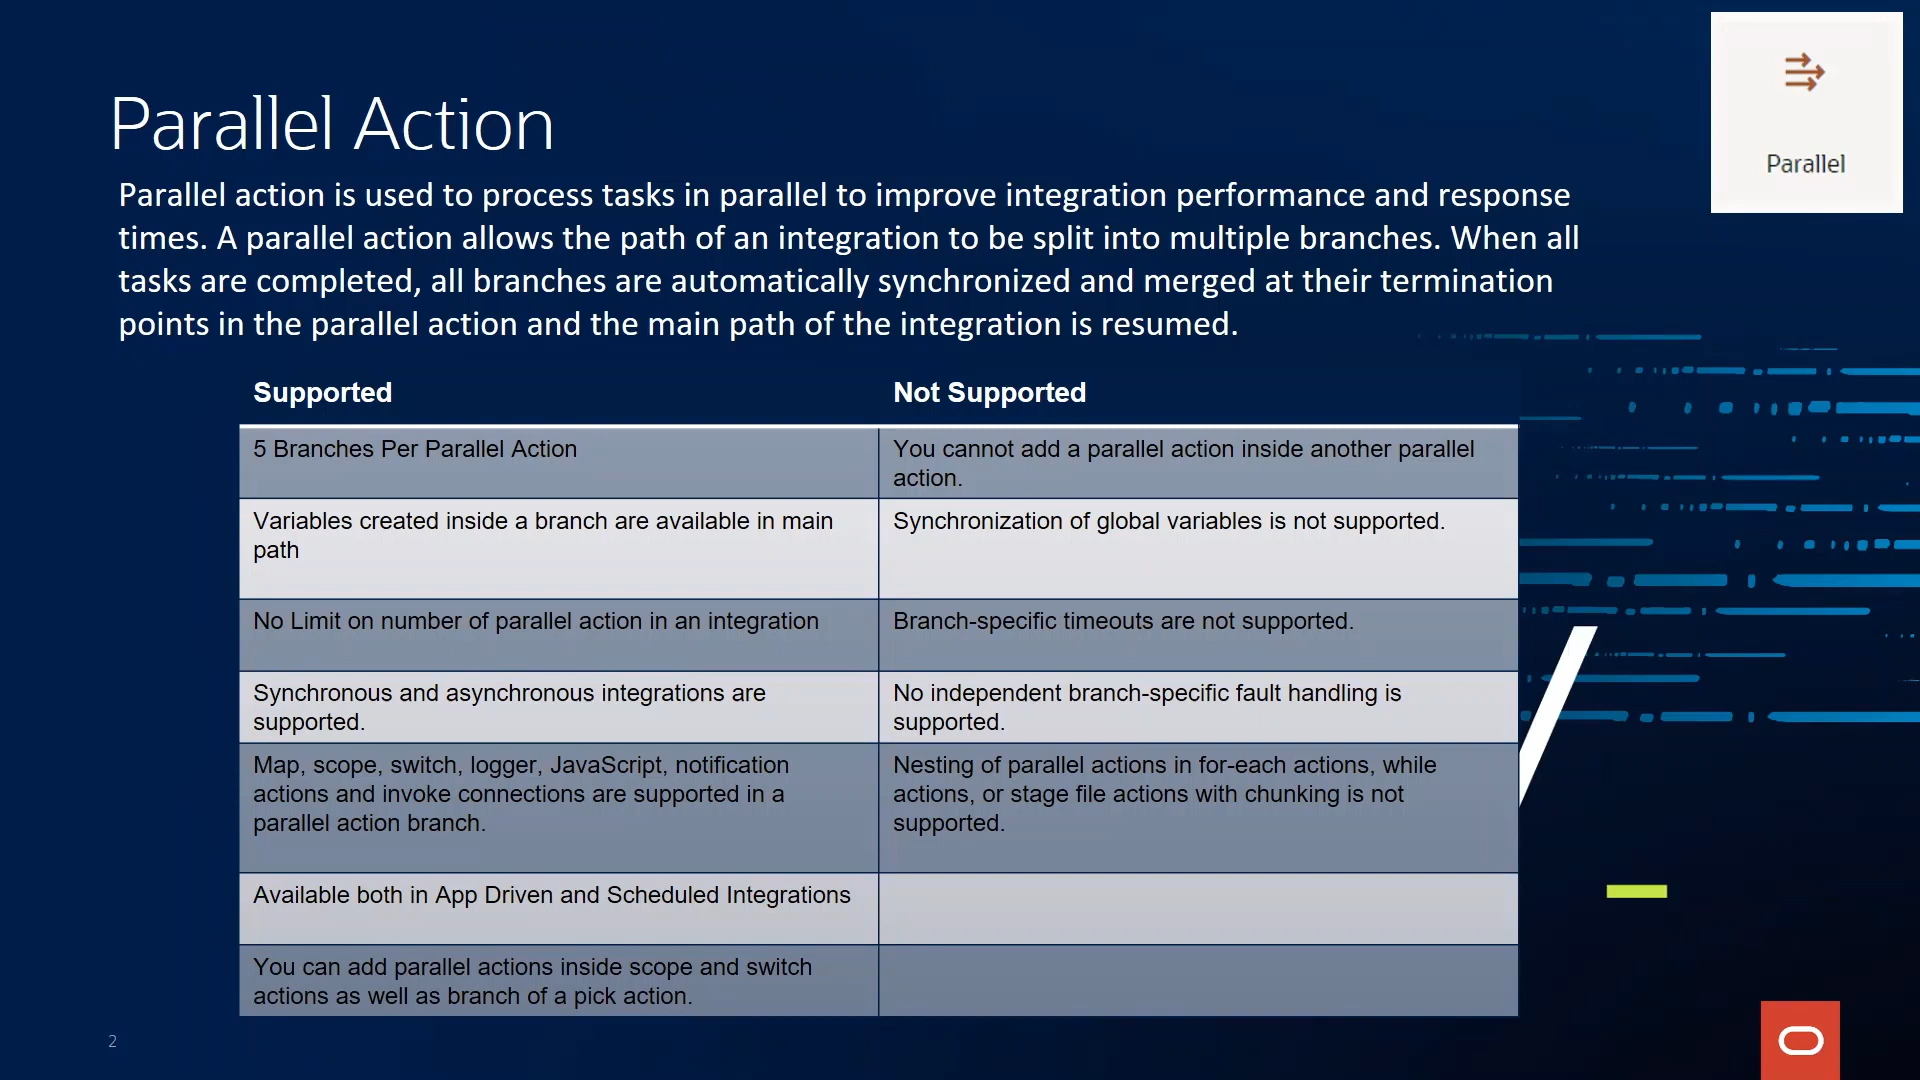 Parallel
Parallel Action
Parallel action is used to process tasks in parallel to improve integration performance and response
times. A parallel action allows the path of an integration to be split into multiple branches. When all
tasks are completed, all branches are automatically synchronized and merged at their termination
points in the parallel action and the main path of the integration is resumed.
Supported
Not Supported
5 Branches Per Parallel Action
You cannot add a parallel action inside another parallel
action.
Variables created inside a branch are available in main
path
Synchronization of global variables is not supported.
No Limit on number of parallel action in an integration
Branch-specific timeouts are not supported.
Synchronous and asynchronous integrations are
supported.
No independent branch-specific fault handling is
supported.
Map, scope, switch, logger, JavaScript, notification
actions and invoke connections are supported in a
parallel action branch.
Nesting of parallel actions in for-each actions, while
actions, or stage file actions with chunking is not
supported.
Available both in App Driven and Scheduled Integrations
You can add parallel actions inside scope and switch
actions as well as branch of a pick action.
2